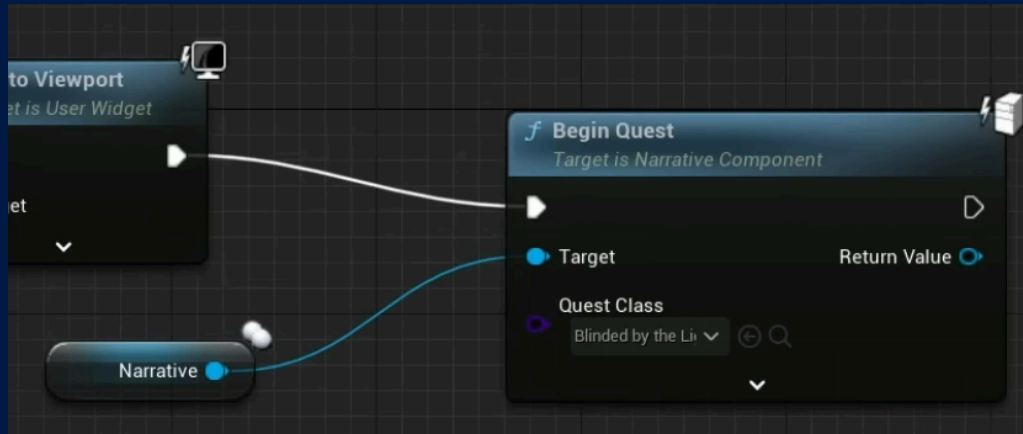 to Viewport
et is User Widget
et
Narrative
f Begin Quest
Target is Narrative Component
Target
Return Value
Quest Class
Blinded by the Li